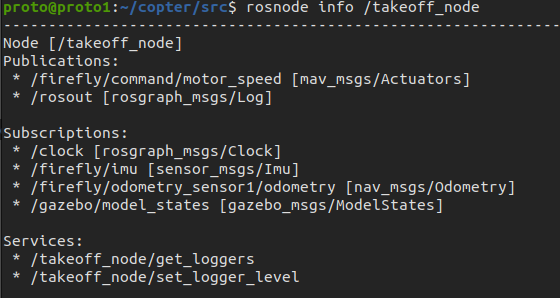 proto@proto1:~/copter/src$ rosnode info /takeoff_node
--------------------------------------------------------------------------------
Node [/takeoff_node]
Publications:
 * /firefly/command/motor_speed [mav_msgs/Actuators]
 * /rosout [rosgraph_msgs/Log]

Subscriptions:
 * /clock [rosgraph_msgs/Clock]
 * /firefly/imu [sensor_msgs/Imu]
 * /firefly/odometry_sensor1/odometry [nav_msgs/Odometry]
 * /gazebo/model_states [gazebo_msgs/ModelStates]

Services:
 * /takeoff_node/get_loggers
 * /takeoff_node/set_logger_level